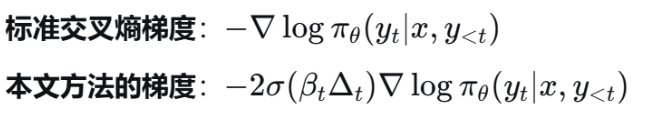 标准交叉熵梯度：$-\nabla \log \pi_\theta(y_t|x, y_{<t})$
本文方法的梯度：$-2\sigma(\beta_t \Delta_t)\nabla \log \pi_\theta(y_t|x, y_{<t})$